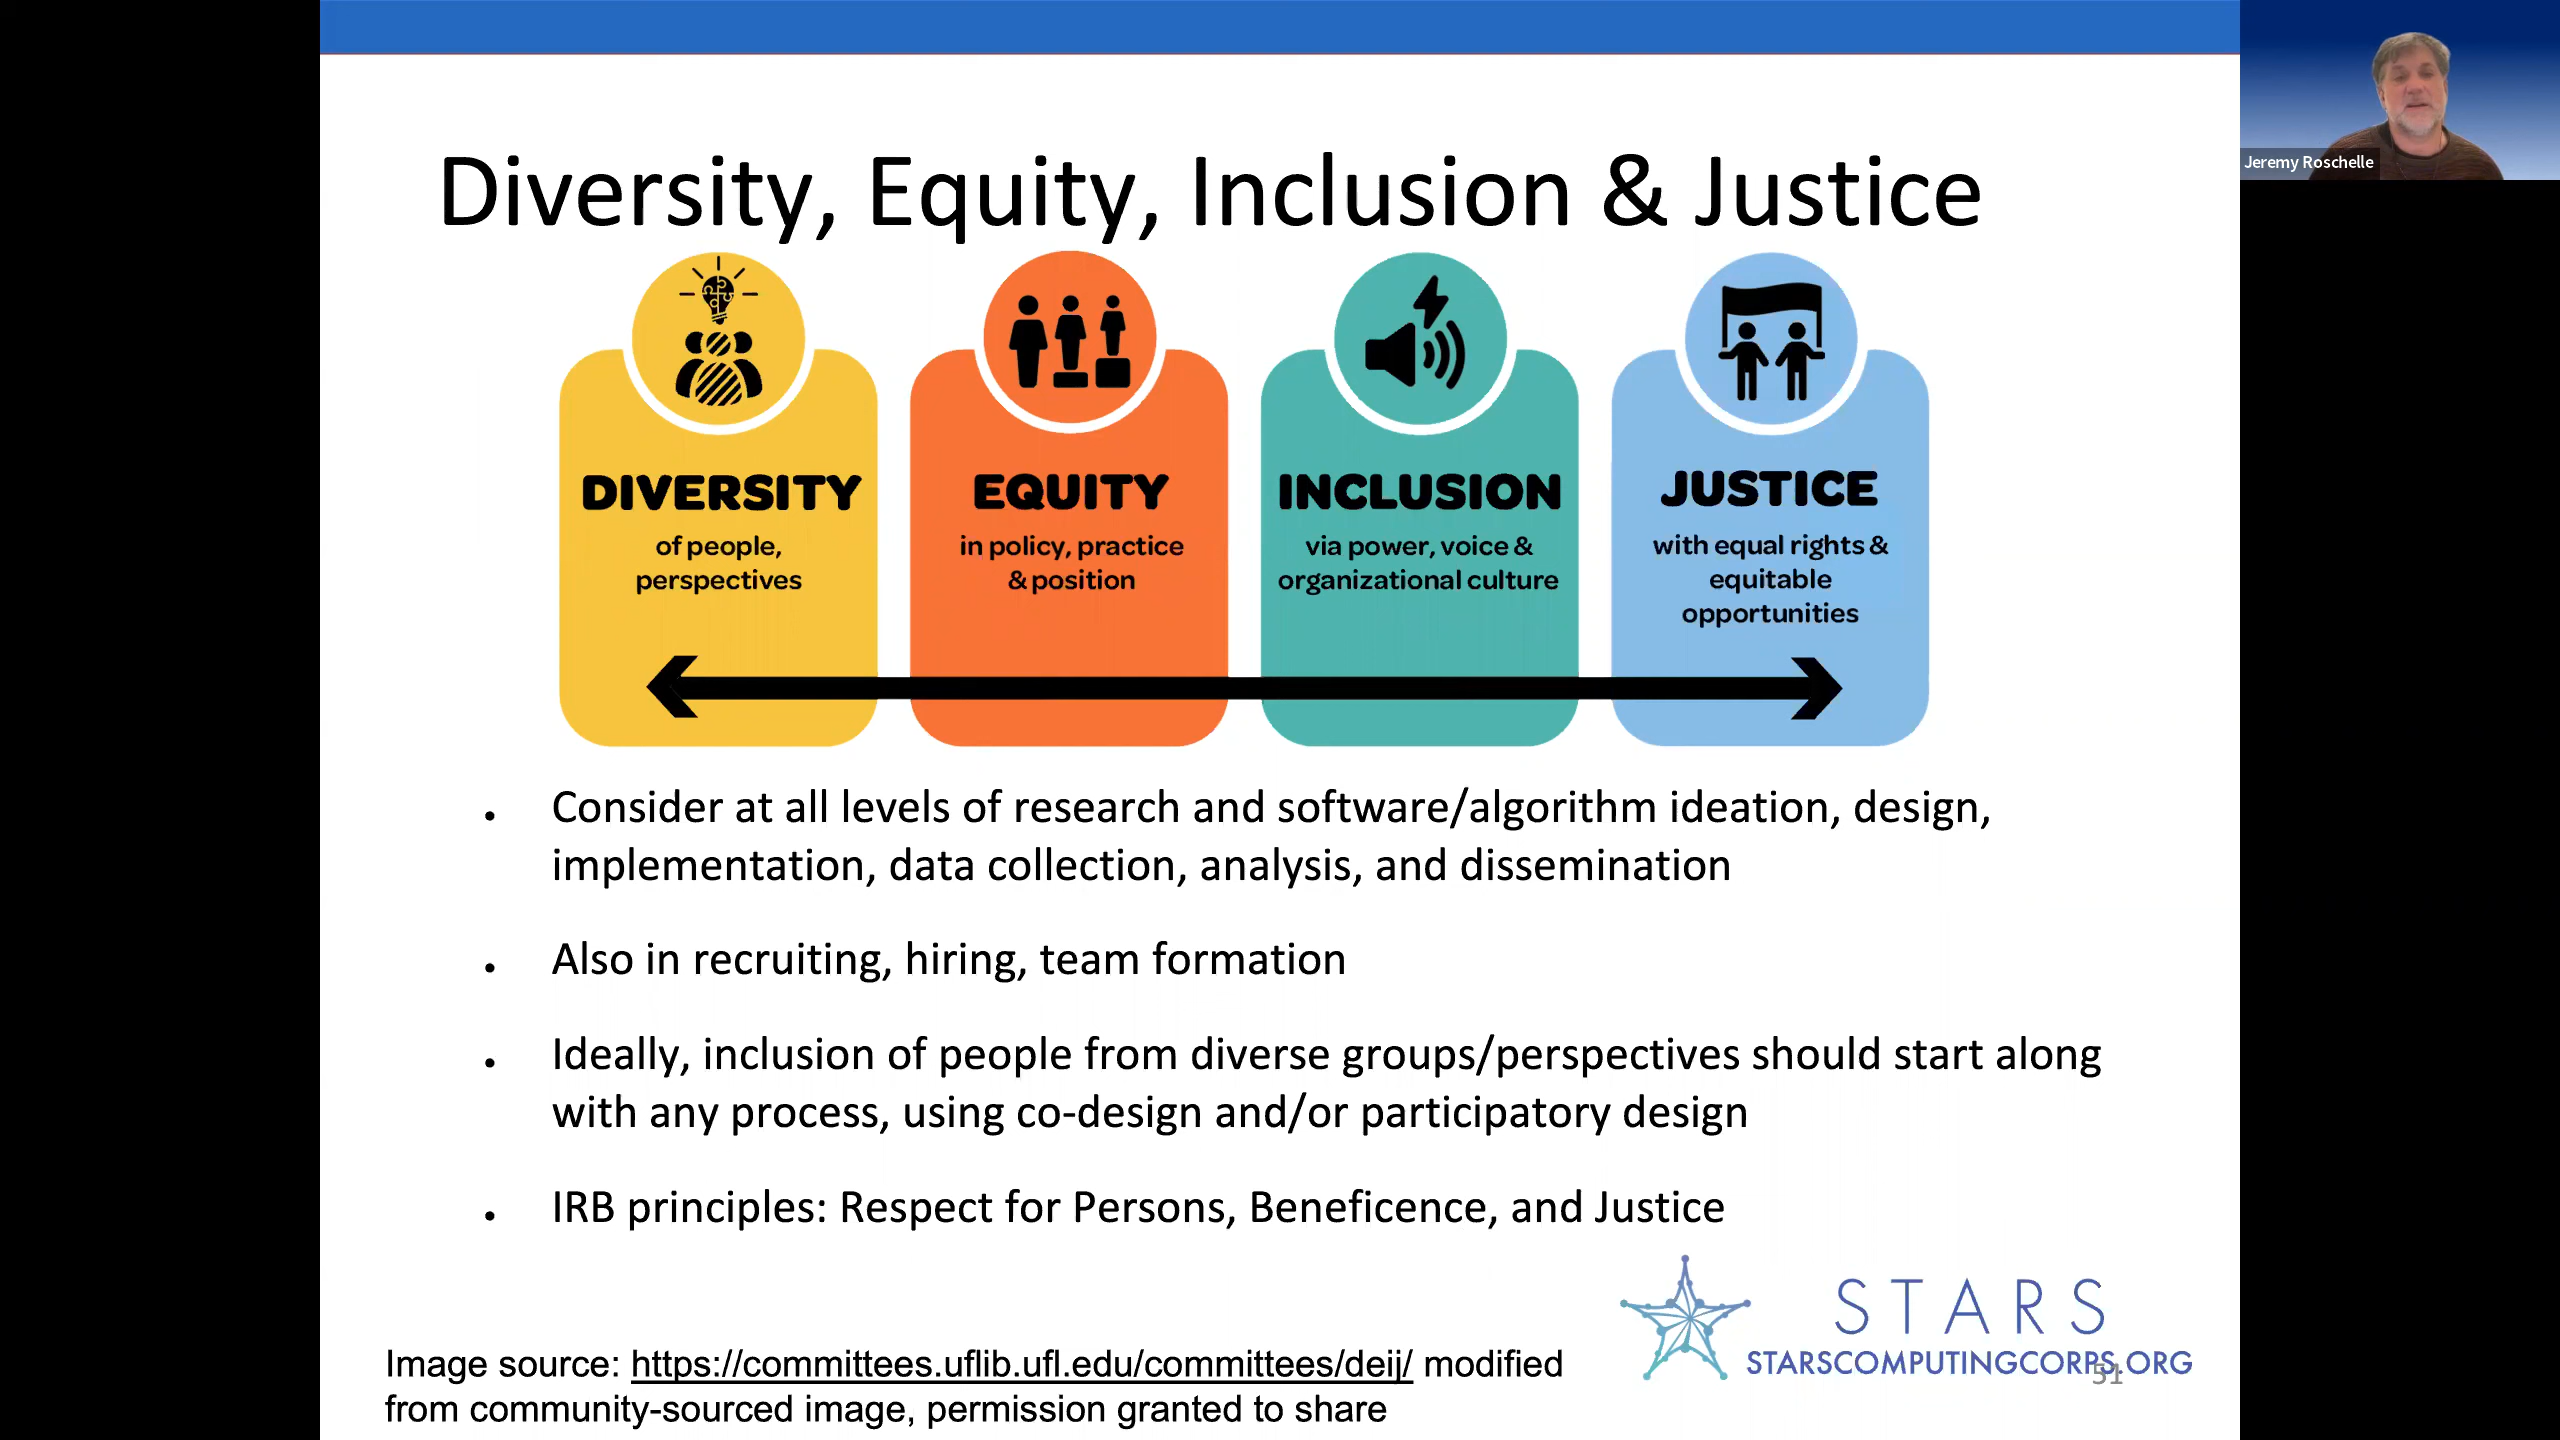 Jeremy Roschelle
Diversity, Equity, Inclusion & Justice
DIVERSITY
of people,
perspectives
EQUITY
in policy, practice
& position
INCLUSION
via power, voice &
organizational culture
JUSTICE
with equal rights &
equitable
opportunities
• Consider at all levels of research and software/algorithm ideation, design,
implementation, data collection, analysis, and dissemination
• Also in recruiting, hiring, team formation
• Ideally, inclusion of people from diverse groups/perspectives should start along
with any process, using co-design and/or participatory design
• IRB principles: Respect for Persons, Beneficence, and Justice
STARS
STARSCOMPUTINGCORPS.ORG
51
Image source: https://committees.uflib.ufl.edu/committees/deij/ modified
from community-sourced image, permission granted to share